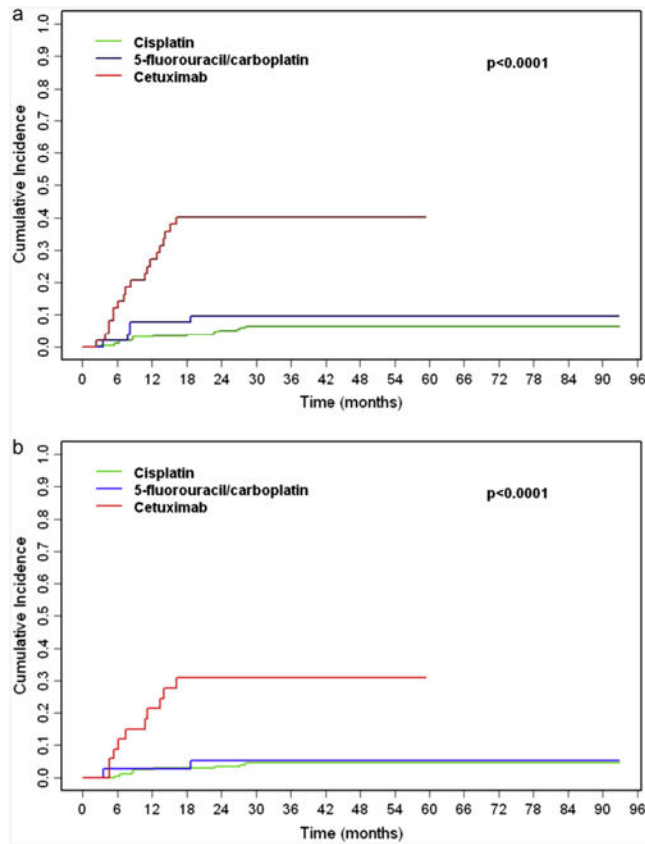 a
Cisplatin
5-fluorouracil/carboplatin
Cetuximab
p<0.0001
Cumulative Incidence
0.0 0.1 0.2 0.3 0.4 0.5 0.6 0.7 0.8 0.9 1.0
0 6 12 18 24 30 36 42 48 54 60 66 72 78 84 90 96
Time (months)
b
Cisplatin
5-fluorouracil/carboplatin
Cetuximab
p<0.0001
Cumulative Incidence
0.0 0.1 0.2 0.3 0.4 0.5 0.6 0.7 0.8 0.9 1.0
0 6 12 18 24 30 36 42 48 54 60 66 72 78 84 90 96
Time (months)